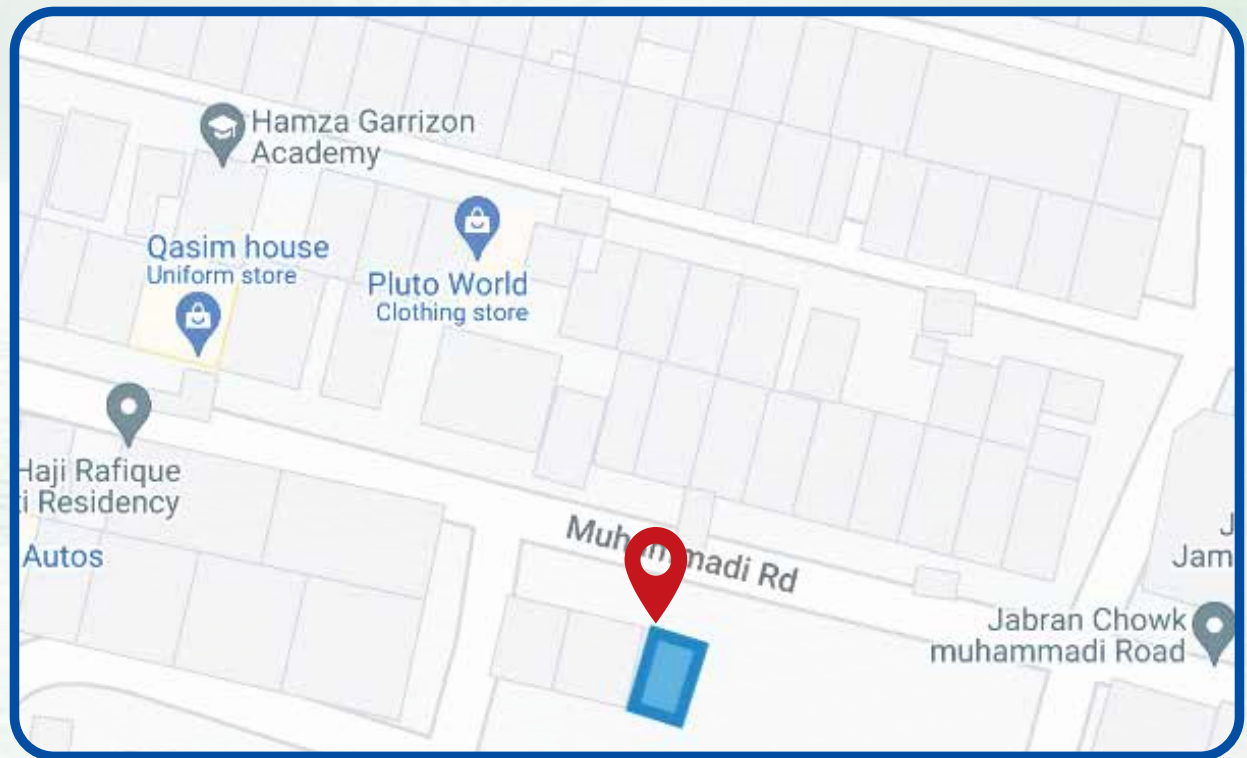 Hamza Garrizon
Academy
Qasim house
Uniform store
Pluto World
Clothing store
Haji Rafique
i Residency
Autos
Muhammadi Rd
Jabran Chowk
muhammadi Road
J
Jam